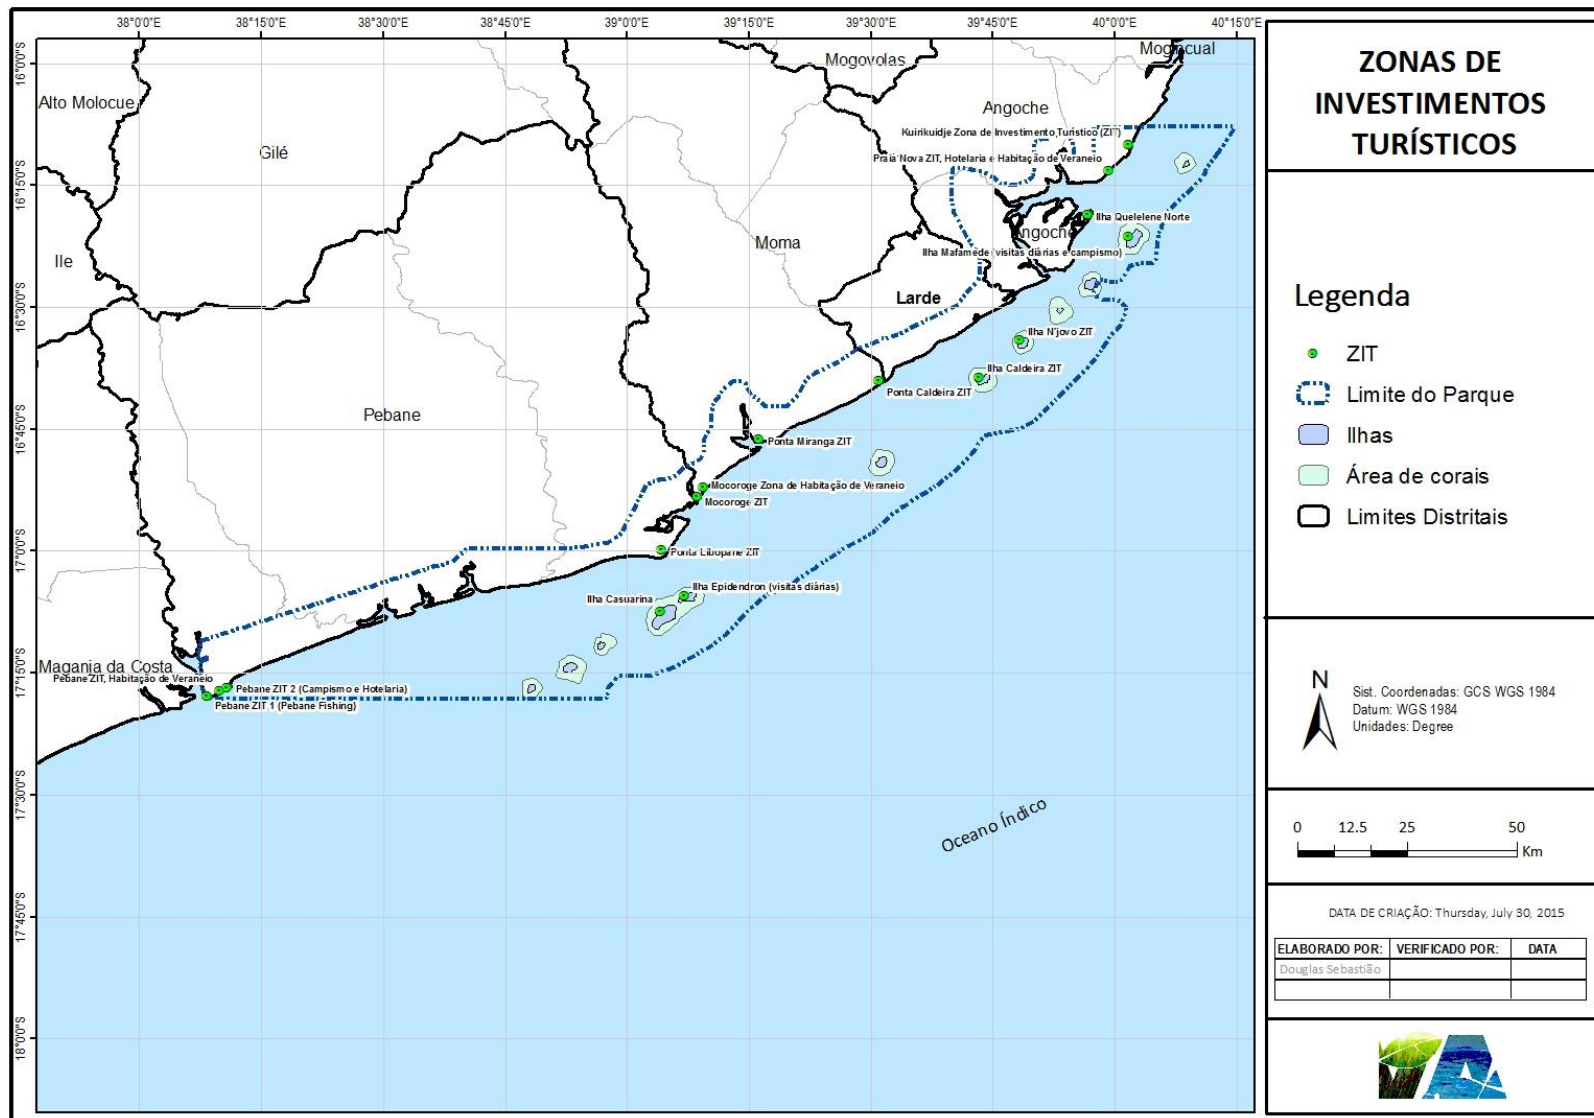 38°0'0"E
38°15'0"E
38°30'0"E
38°45'0"E
39°0'0"E
39°15'0"E
39°30'0"E
39°45'0"E
40°0'0"E
40°15'0"E
16°0'0"S
16°15'0"S
16°30'0"S
16°45'0"S
17°0'0"S
17°15'0"S
17°30'0"S
17°45'0"S
18°0'0"S
Mogincual
Mogovolas
Alto Molocue
Angoche
Kuirikuidje Zona de Investimento Turistico (ZIT)
Gilé
Praia Nova ZIT, Hotelaria e Habitação de Veraneio
Ilha Quelelene Norte
Angoche
Moma
Ilha Mafamede (visitas diárias e campismo)
Ile
Larde
Ilha N'jovo ZIT
Ilha Caldeira ZIT
Ponta Caldeira ZIT
Pebane
Ponta Miranga ZIT
Mocoroge Zona de Habitação de Veraneio
Mocoroge ZIT
Ponta Libopane ZIT
Ilha Epidendron (visitas diárias)
Ilha Casuarina
Maganja da Costa
Pebane ZIT, Habitação de Veraneio
Pebane ZIT 2 (Campismo e Hotelaria)
Pebane ZIT 1 (Pebane Fishing)
Oceano Índico
ZONAS DE
INVESTIMENTOS
TURÍSTICOS
Legenda
ZIT
Limite do Parque
Ilhas
Área de corais
Limites Distritais
N
Sist. Coordenadas: GCS WGS 1984
Datum: WGS 1984
Unidades: Degree
0 12.5 25 50
Km
DATA DE CRIAÇÃO: Thursday, July 30, 2015
ELABORADO POR: VERIFICADO POR: DATA
Douglas Sebastião